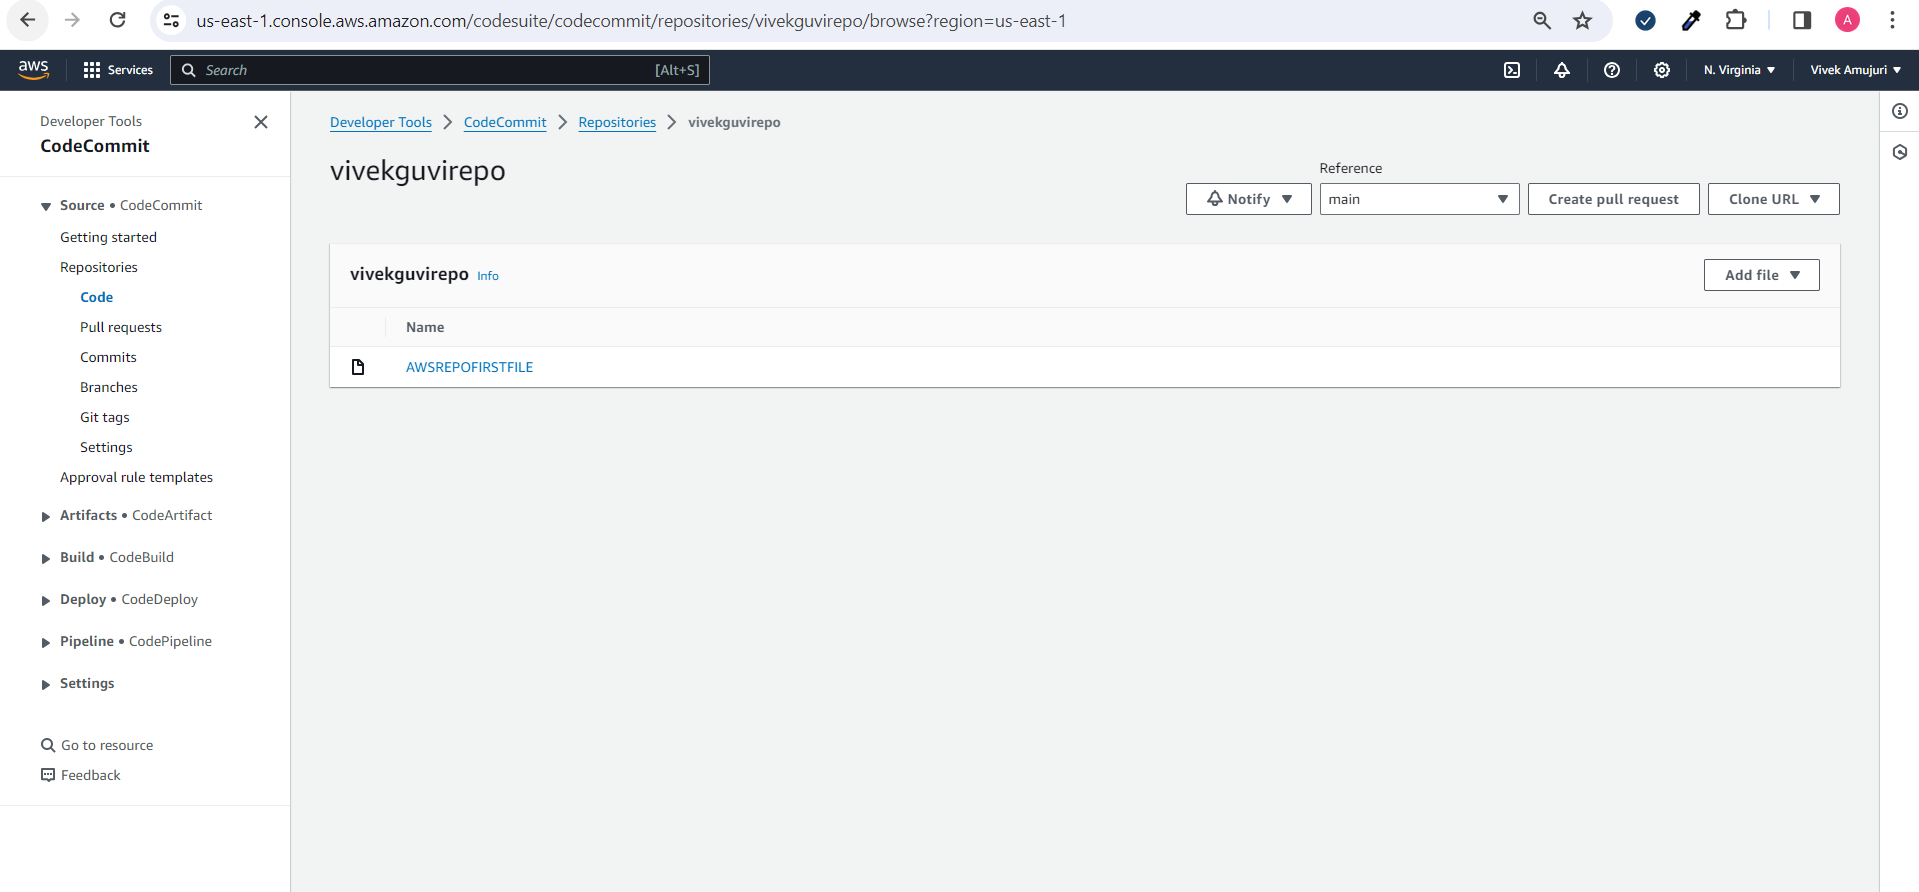 us-east-1.console.aws.amazon.com/codesuite/codecommit/repositories/vivekguvirepo/browse?region=us-east-1
A
aws
Services
Search
[Alt+S]
N. Virginia
Vivek Amujuri
Developer Tools
CodeCommit
Source • CodeCommit
Getting started
Repositories
Code
Pull requests
Commits
Branches
Git tags
Settings
Approval rule templates
Artifacts • CodeArtifact
Build • CodeBuild
Deploy • CodeDeploy
Pipeline • CodePipeline
Settings
Go to resource
Feedback
Developer Tools > CodeCommit > Repositories > vivekguvirepo
vivekguvirepo
Reference
Notify
main
Create pull request
Clone URL
vivekguvirepo Info
Add file
Name
AWSREPOFIRSTFILE